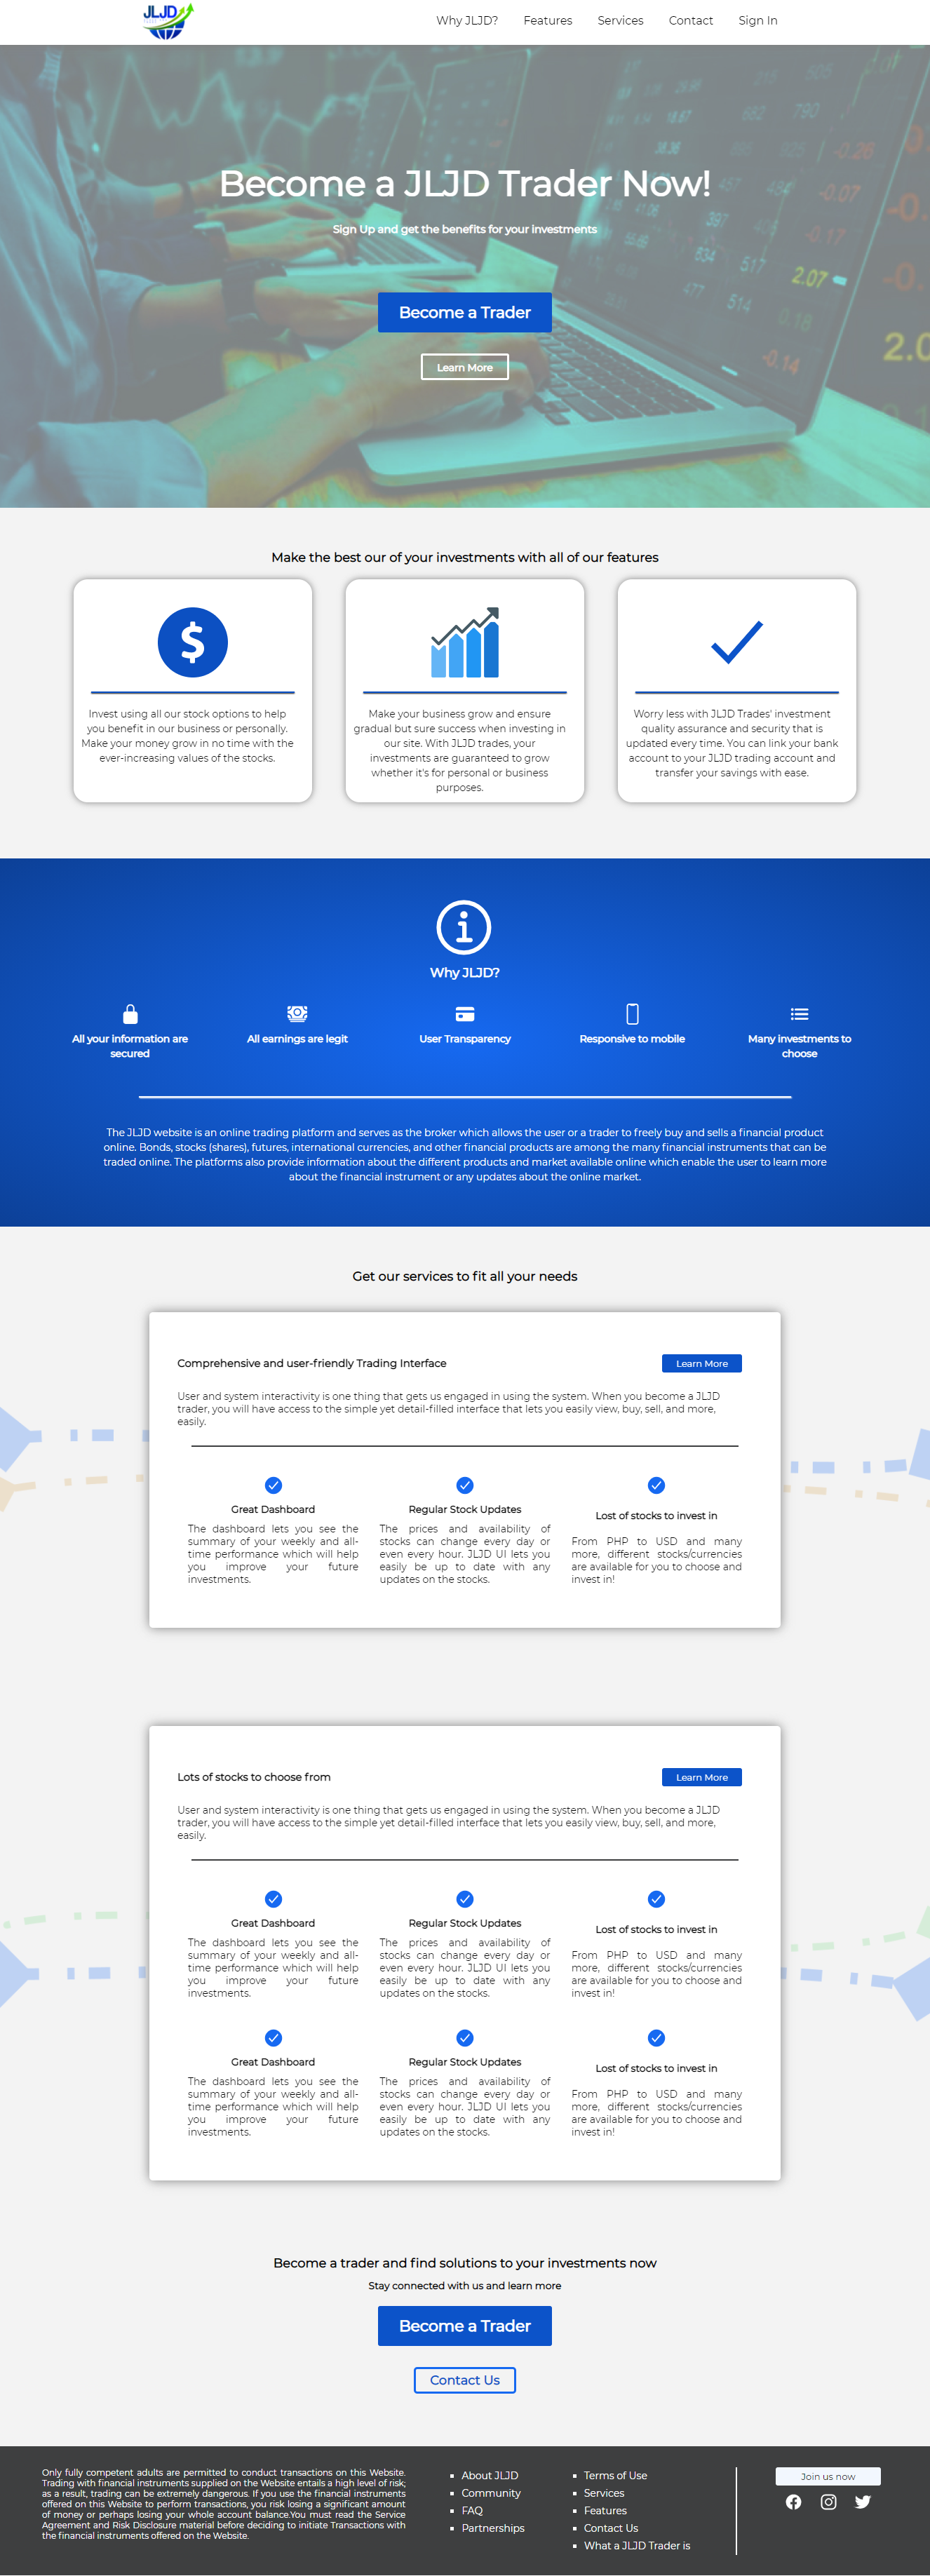 JLJD
Why JLJD? Features Services Contact Sign In
Become a JLJD Trader Now!
Sign Up and get the benefits for your investments
Become a Trader
Learn More
505
882 790
18.67
885 925 -0.26
-0.07
-0.17
634 517
477 514
2.07
0.18
-0.14
2.0
Make the best our of your investments with all of our features
$
Invest using all our stock options to help
you benefit in our business or personally.
Make your money grow in no time with the
ever-increasing values of the stocks.
Make your business grow and ensure
gradual but sure success when investing in
our site. With JLJD trades, your
investments are guaranteed to grow
whether it's for personal or business
purposes.
Worry less with JLJD Trades' investment
quality assurance and security that is
updated every time. You can link your bank
account to your JLJD trading account and
transfer your savings with ease.
Why JLJD?
All your information are
secured
All earnings are legit
User Transparency
Responsive to mobile
Many investments to
choose
The JLJD website is an online trading platform and serves as the broker which allows the user or a trader to freely buy and sells a financial product
online. Bonds, stocks (shares), futures, international currencies, and other financial products are among the many financial instruments that can be
traded online. The platforms also provide information about the different products and market available online which enable the user to learn more
about the financial instrument or any updates about the online market.
Get our services to fit all your needs
Comprehensive and user-friendly Trading Interface
Learn More
User and system interactivity is one thing that gets us engaged in using the system. When you become a JLJD
trader, you will have access to the simple yet detail-filled interface that lets you easily view, buy, sell, and more,
easily.
Great Dashboard
The dashboard lets you see the
summary of your weekly and all-
time performance which will help
you improve your future
investments.
Regular Stock Updates
The prices and availability of
stocks can change every day or
even every hour. JLJD UI lets you
easily be up to date with any
updates on the stocks.
Lost of stocks to invest in
From PHP to USD and many
more, different stocks/currencies
are available for you to choose and
invest in!
Lots of stocks to choose from
Learn More
User and system interactivity is one thing that gets us engaged in using the system. When you become a JLJD
trader, you will have access to the simple yet detail-filled interface that lets you easily view, buy, sell, and more,
easily.
Great Dashboard
The dashboard lets you see the
summary of your weekly and all-
time performance which will help
you improve your future
investments.
Regular Stock Updates
The prices and availability of
stocks can change every day or
even every hour. JLJD UI lets you
easily be up to date with any
updates on the stocks.
Lost of stocks to invest in
From PHP to USD and many
more, different stocks/currencies
are available for you to choose and
invest in!
Great Dashboard
The dashboard lets you see the
summary of your weekly and all-
time performance which will help
you improve your future
investments.
Regular Stock Updates
The prices and availability of
stocks can change every day or
even every hour. JLJD UI lets you
easily be up to date with any
updates on the stocks.
Lost of stocks to invest in
From PHP to USD and many
more, different stocks/currencies
are available for you to choose and
invest in!
Become a trader and find solutions to your investments now
Stay connected with us and learn more
Become a Trader
Contact Us
Only fully competent adults are permitted to conduct transactions on this Website.
Trading with financial instruments supplied on the Website entails a high level of risk;
as a result, trading can be extremely dangerous. If you use the financial instruments
offered on this Website to perform transactions, you risk losing a significant amount
of money or perhaps losing your whole account balance.You must read the Service
Agreement and Risk Disclosure material before deciding to initiate Transactions with
the financial instruments offered on the Website.
About JLJD
Community
FAQ
Partnerships
Terms of Use
Services
Features
Contact Us
What a JLJD Trader is
Join us now